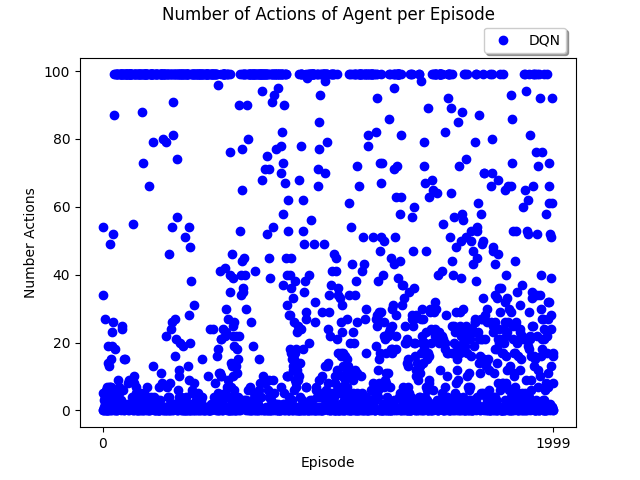 Number of Actions of Agent per Episode
DQN
100
80
60
40
20
0
Number Actions
0
1999
Episode